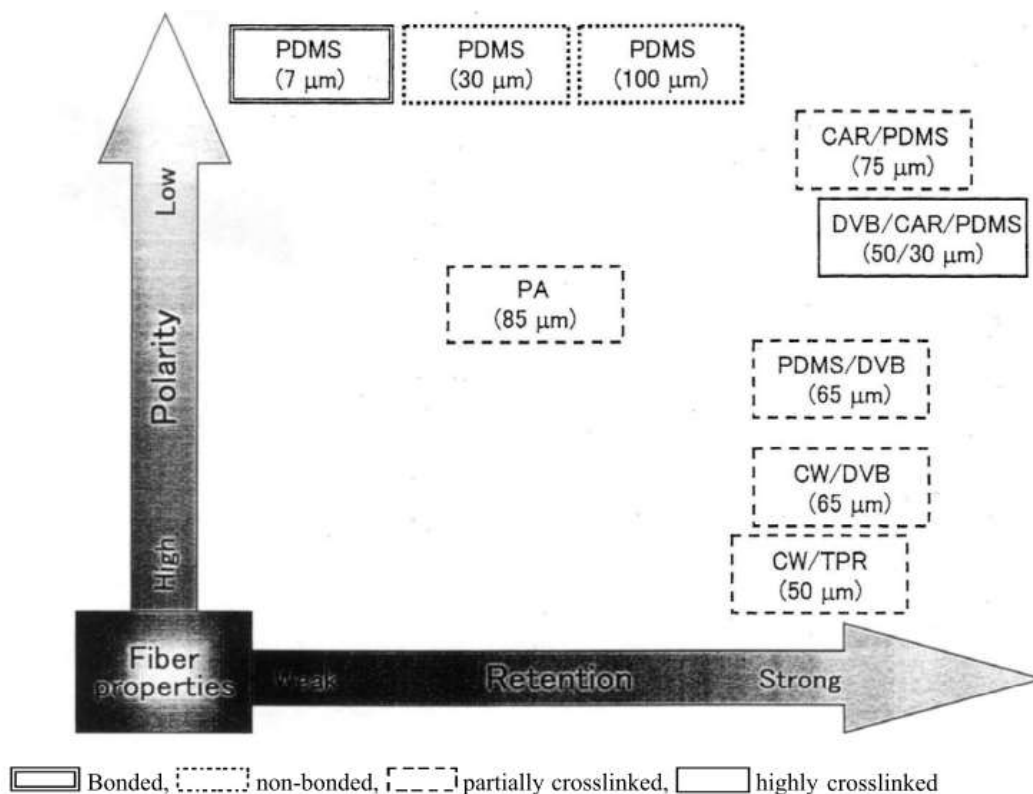 PDMS
(7 μm)
PDMS
(30 μm)
PDMS
(100 μm)
CAR/PDMS
(75 μm)
DVB/CAR/PDMS
(50/30 μm)
PA
(85 μm)
PDMS/DVB
(65 μm)
CW/DVB
(65 μm)
CW/TPR
(50 μm)
Low
Polarity
High
Fiber
properties
Weak
Retention
Strong
Bonded, non-bonded, partially crosslinked, highly crosslinked